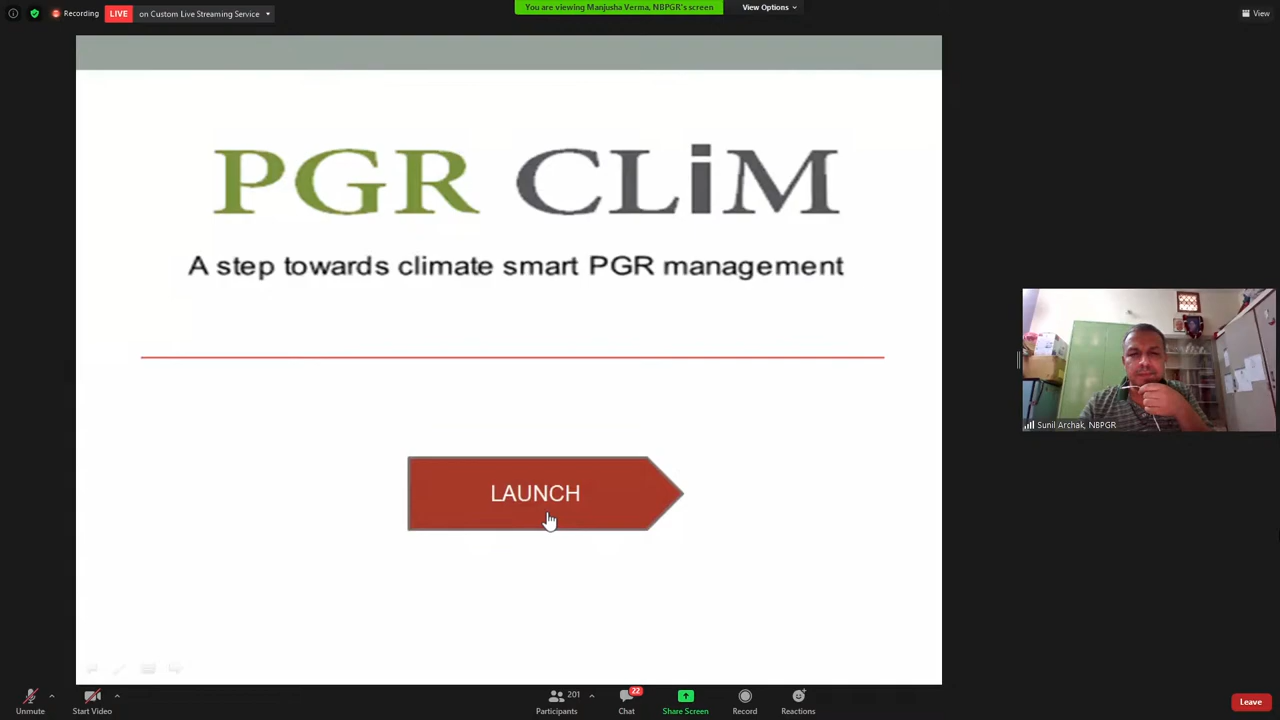 Recording
LIVE
on Custom Live Streaming Service
You are viewing Manjusha Verma, NBPGR's screen
View Options
View
PGR CLiM
A step towards climate smart PGR management
LAUNCH
Sunil Archak, NBPGR
Unmute
Start Video
201
Participants
22
Chat
Share Screen
Record
Reactions
Leave